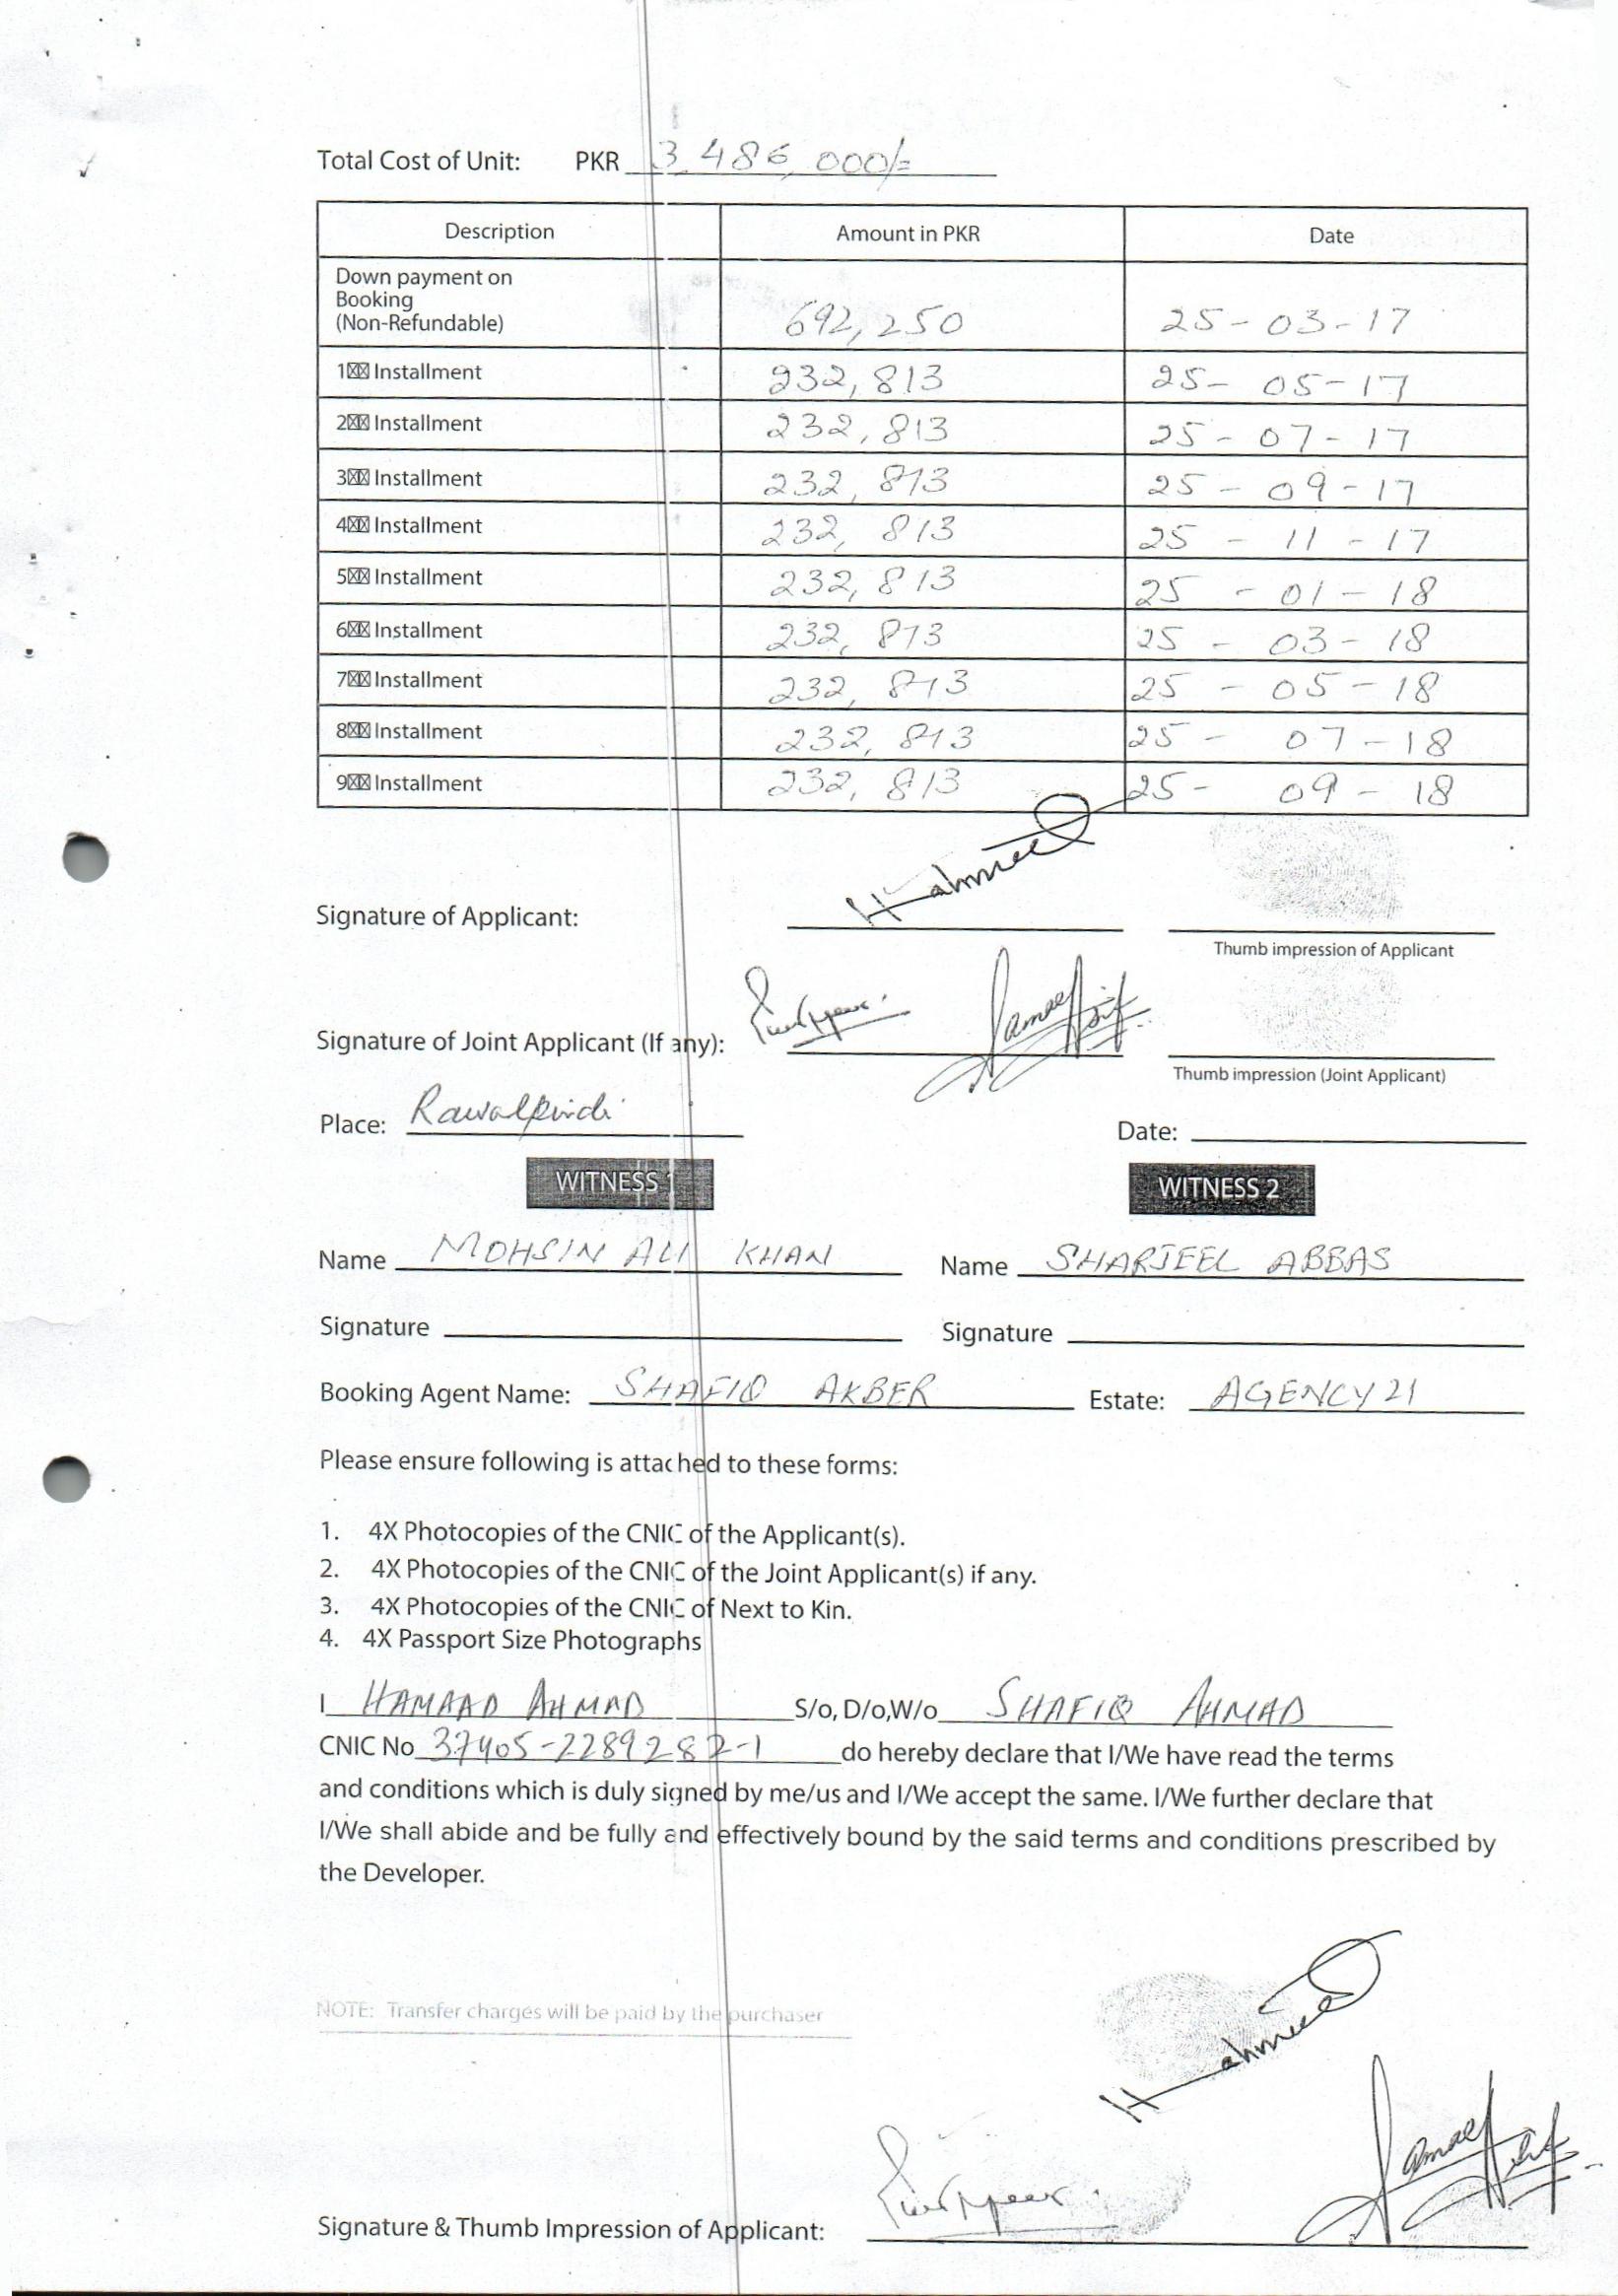 Total Cost of Unit: PKR 3,486,000/=
Description Amount in PKR Date
Down payment on
Booking
(Non-Refundable) 692,250 25-03-17
1 Installment 232,813 25-05-17
2 Installment 232,813 25-07-17
3 Installment 232,813 25-09-17
4 Installment 232,813 25-11-17
5 Installment 232,813 25-01-18
6 Installment 232,813 25-03-18
7 Installment 232,813 25-05-18
8 Installment 232,813 25-07-18
9 Installment 232,813 25-09-18
Signature of Applicant:
Thumb impression of Applicant
Signature of Joint Applicant (If any):
Thumb impression (Joint Applicant)
Place: Rawalpindi Date:
WITNESS 1 WITNESS 2
Name MOHSIN ALI KHAN Name SHARJEEL ABBAS
Signature Signature
Booking Agent Name: SHAFIQ AKBER Estate: AGENCY 21
Please ensure following is attached to these forms:
1. 4X Photocopies of the CNIC of the Applicant(s).
2. 4X Photocopies of the CNIC of the Joint Applicant(s) if any.
3. 4X Photocopies of the CNIC of Next to Kin.
4. 4X Passport Size Photographs
I HAMAAD AHMAD S/o, D/o,W/o SHAFIQ AHMAD
CNIC No 37405-2289282-1 do hereby declare that I/We have read the terms
and conditions which is duly signed by me/us and I/We accept the same. I/We further declare that
I/We shall abide and be fully and effectively bound by the said terms and conditions prescribed by
the Developer.
NOTE: Transfer charges will be paid by the purchaser
Signature & Thumb Impression of Applicant: